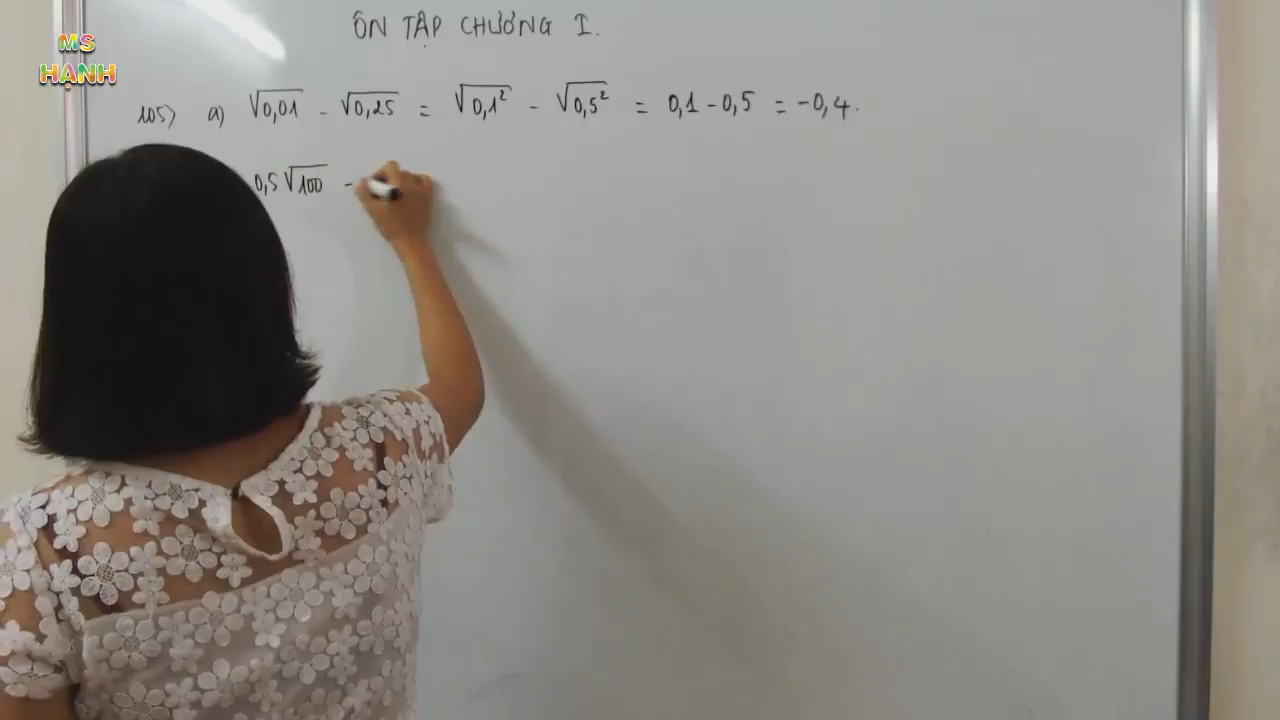 MS
HẠNH
ÔN TẬP CHƯƠNG I.
105) a) √0,01 - √0,25 = √0,1² - √0,5² = 0,1 - 0,5 = -0,4.
0,5√100 -